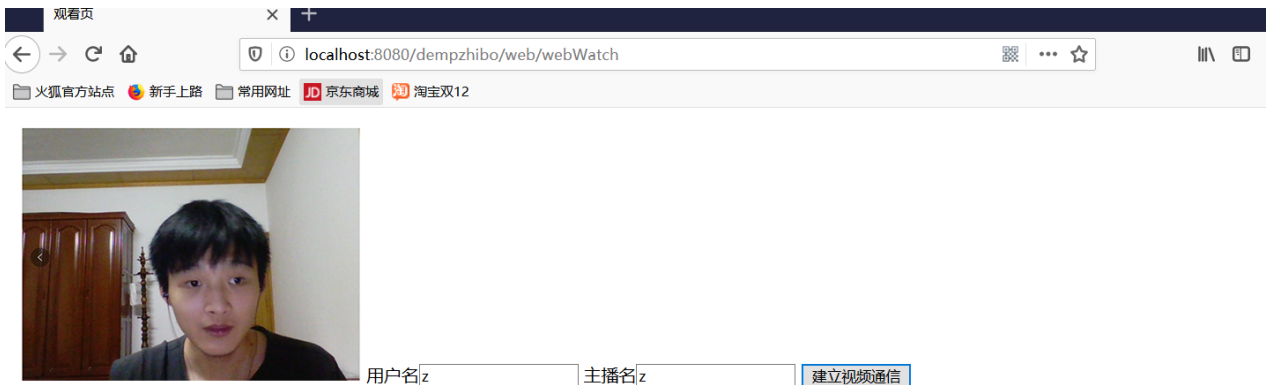 观看页
localhost:8080/dempzhibo/web/webWatch
火狐官方站点 新手上路 常用网址 JD 京东商城 淘 淘宝双12
用户名 z 主播名 z 建立视频通信